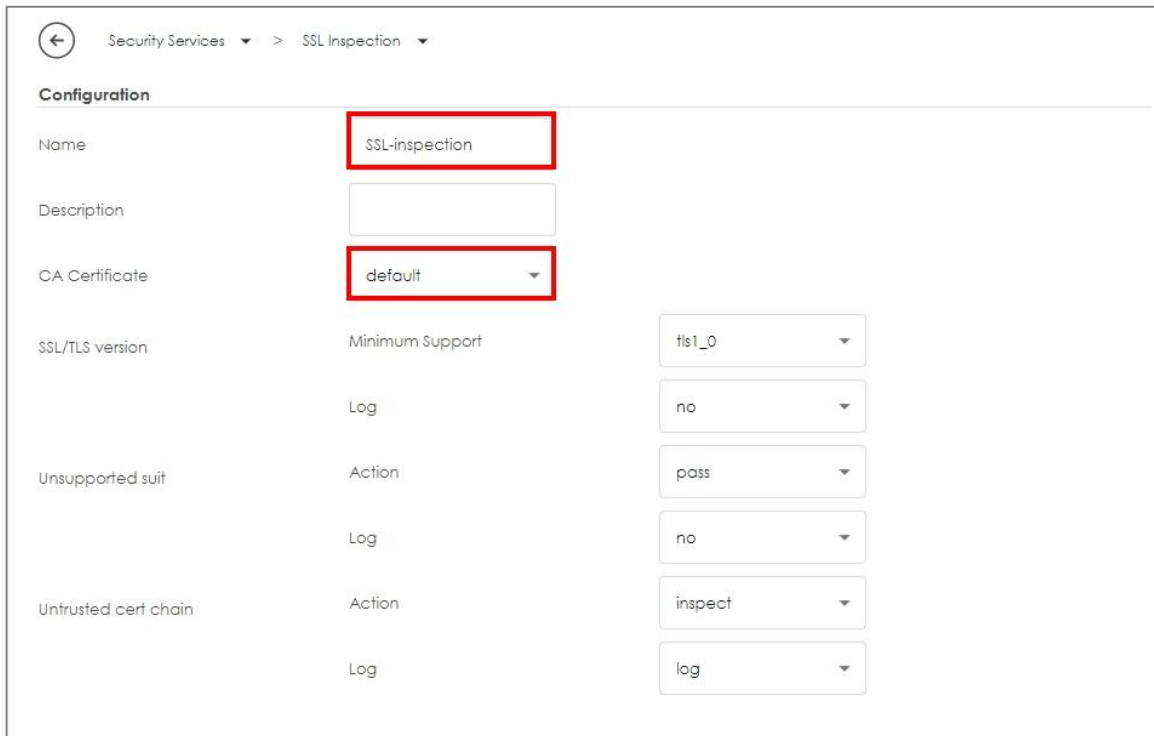 Security Services > SSL Inspection
Configuration
Name SSL-inspection
Description
CA Certificate default
SSL/TLS version Minimum Support tls1_0
Log no
Unsupported suit Action pass
Log no
Untrusted cert chain Action inspect
Log log